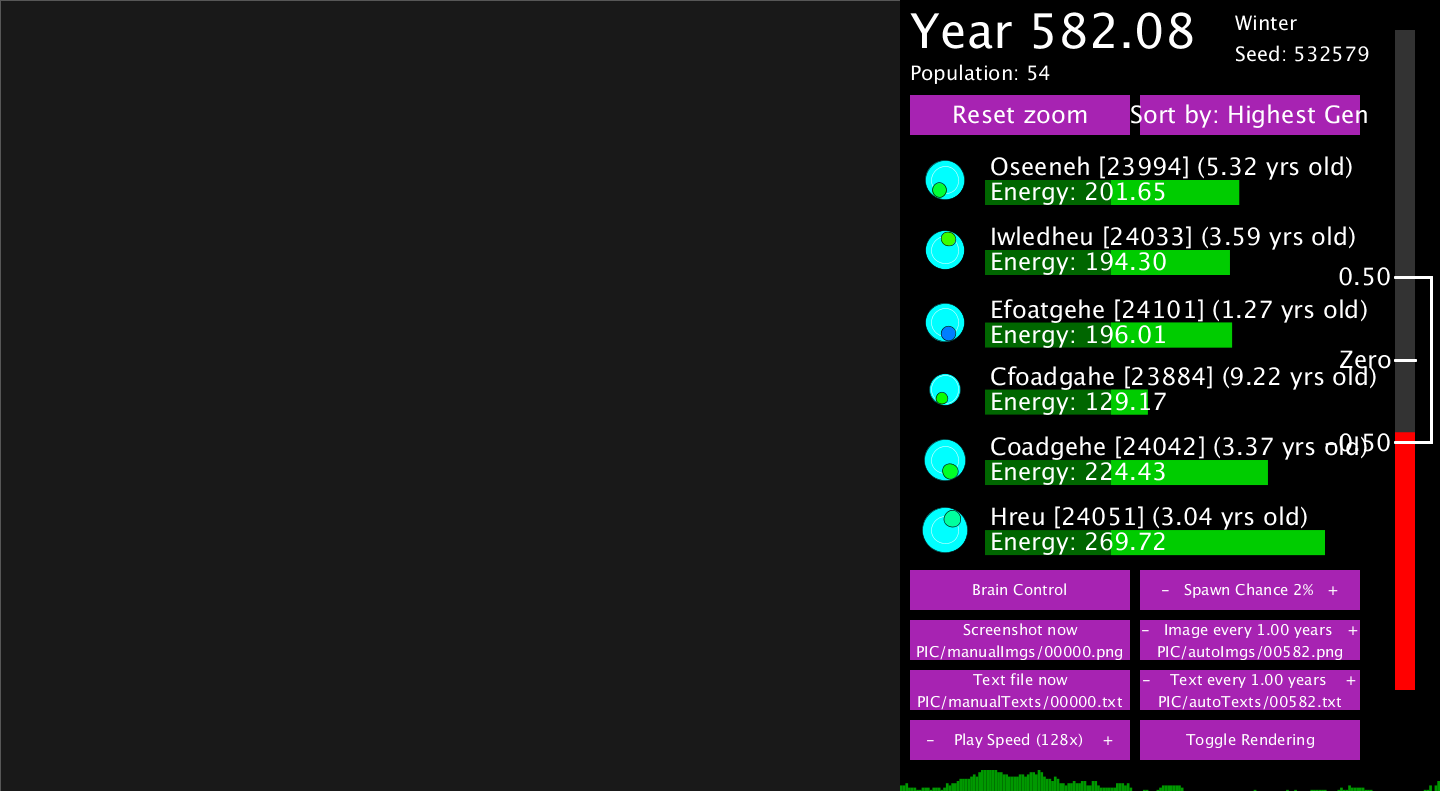 Year 582.08
Winter
Seed: 532579
Population: 54
Reset zoom
Sort by: Highest Gen
Oseeneh [23994] (5.32 yrs old)
Energy: 201.65
Iwledheu [24033] (3.59 yrs old)
Energy: 194.30
0.50
Efoatgehe [24101] (1.27 yrs old)
Energy: 196.01
Zero
Cfoadgahe [23884] (9.22 yrs old)
Energy: 129.17
Coadgehe [24042] (3.37 yrs old)
-0.50
Energy: 224.43
Hreu [24051] (3.04 yrs old)
Energy: 269.72
Brain Control
- Spawn Chance 2% +
Screenshot now
PIC/manualImgs/00000.png
- Image every 1.00 years +
PIC/autoImgs/00582.png
Text file now
PIC/manualTexts/00000.txt
- Text every 1.00 years +
PIC/autoTexts/00582.txt
- Play Speed (128x) +
Toggle Rendering